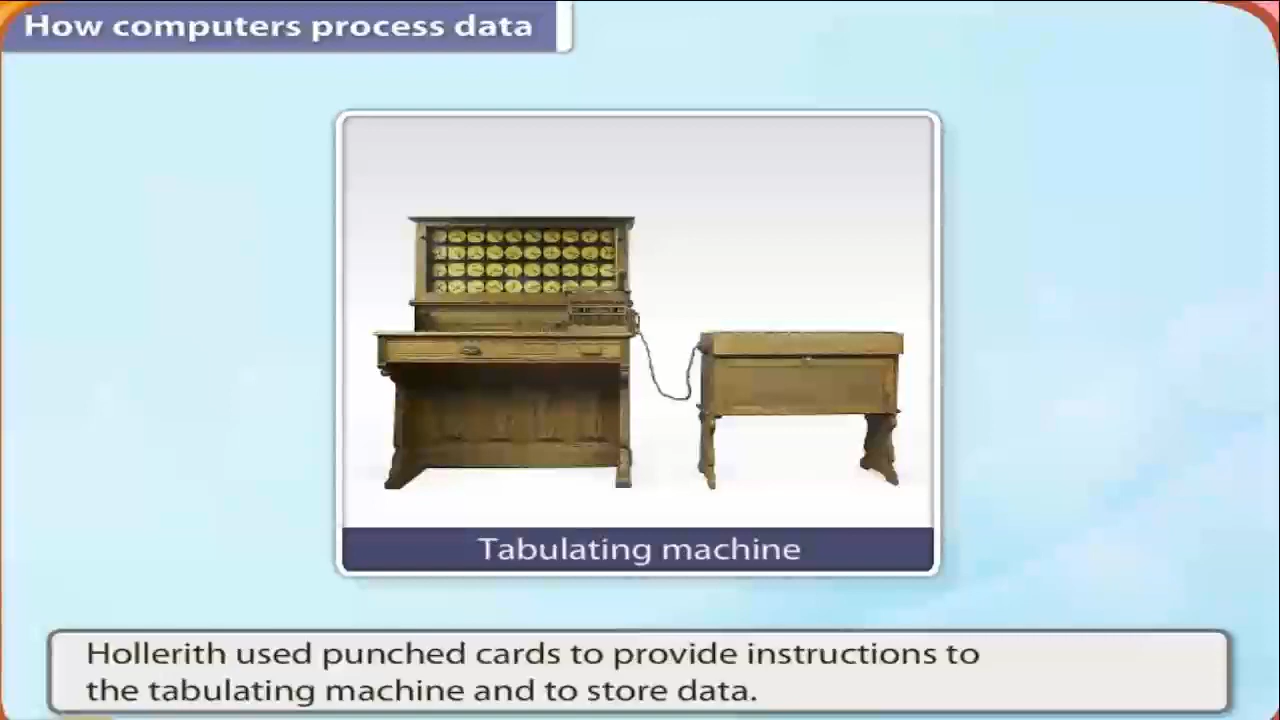 How computers process data
Tabulating machine
Hollerith used punched cards to provide instructions to
the tabulating machine and to store data.